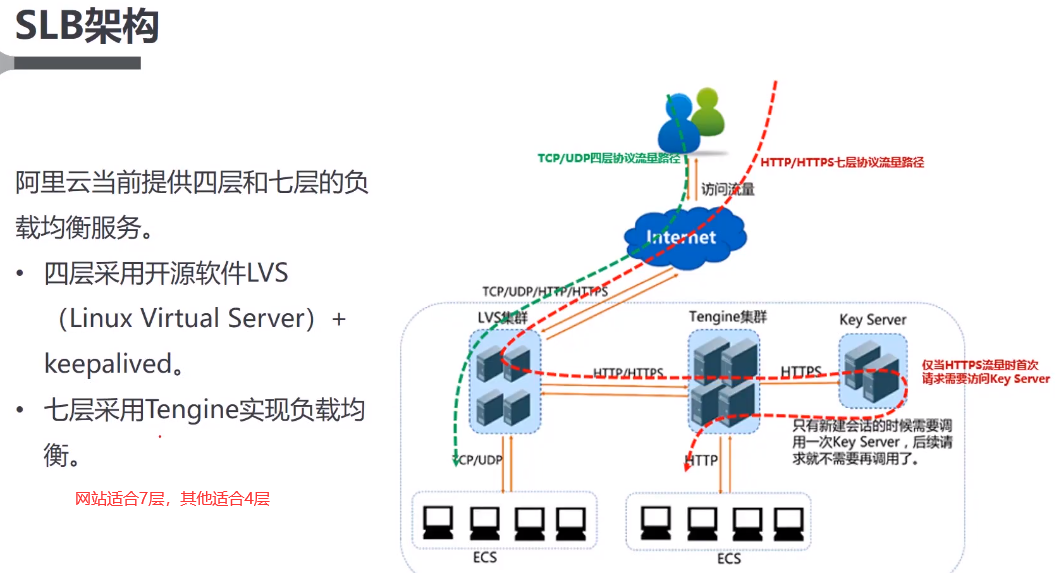 SLB架构
阿里云当前提供四层和七层的负
载均衡服务。
• 四层采用开源软件LVS
（Linux Virtual Server）+
keepalived。
• 七层采用Tengine实现负载均
衡。
网站适合7层，其他适合4层
TCP/UDP四层协议流量路径
HTTP/HTTPS七层协议流量路径
访问流量
Internet
TCP/UDP/HTTP/HTTPS
LVS集群
Tengine集群
Key Server
HTTP/HTTPS
HTTPS
仅当HTTPS流量时首次
请求需要访问Key Server
只有新建会话的时候需要调
用一次Key Server，后续请
求就不需要再调用了。
TCP/UDP
HTTP
ECS
ECS